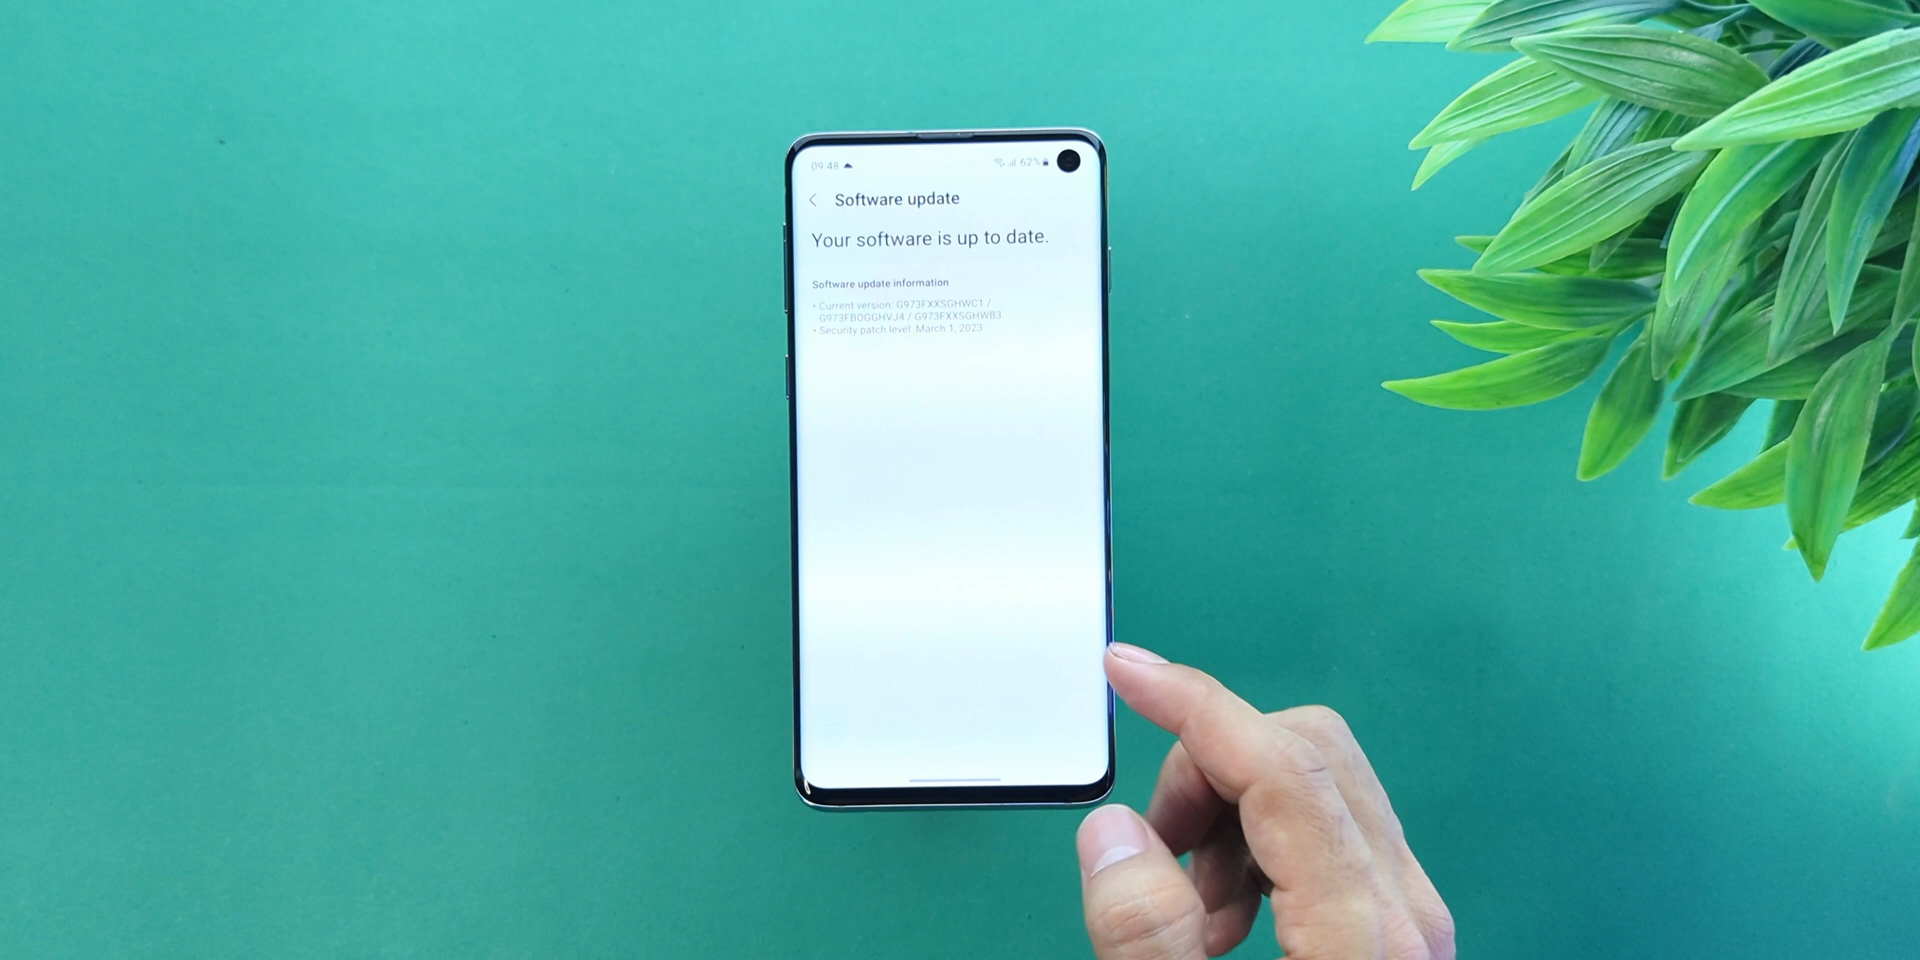 09:48
62%
Software update
Your software is up to date.
Software update information
• Current version: G973FXXSGHWC1 /
G973FBOGGHVJ4 / G973FXXSGHWB3
• Security patch level: March 1, 2023